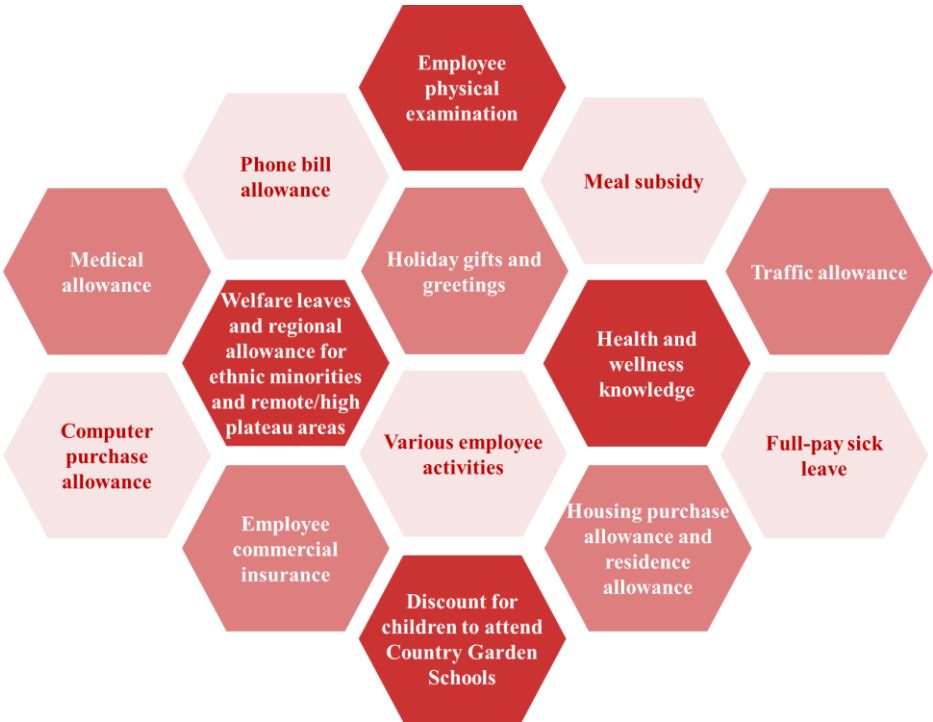 Employee
physical
examination
Phone bill
allowance
Meal subsidy
Medical
allowance
Holiday gifts and
greetings
Traffic allowance
Welfare leaves
and regional
allowance for
ethnic minorities
and remote/high
plateau areas
Health and
wellness
knowledge
Computer
purchase
allowance
Various employee
activities
Full-pay sick
leave
Employee
commercial
insurance
Housing purchase
allowance and
residence
allowance
Discount for
children to attend
Country Garden
Schools